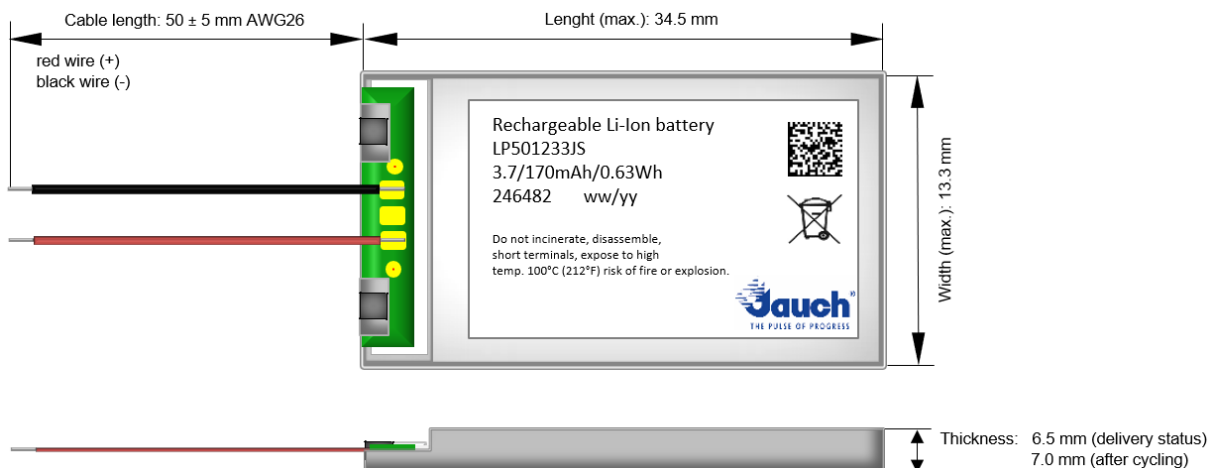 Cable length: 50 ± 5 mm AWG26
Lenght (max.): 34.5 mm
red wire (+)
black wire (-)
Rechargeable Li-Ion battery
LP501233JS
3.7/170mAh/0.63Wh
246482 ww/yy
Do not incinerate, disassemble,
short terminals, expose to high
temp. 100°C (212°F) risk of fire or explosion.
Jauch®
THE PULSE OF PROGRESS
Width (max.): 13.3 mm
Thickness: 6.5 mm (delivery status)
7.0 mm (after cycling)